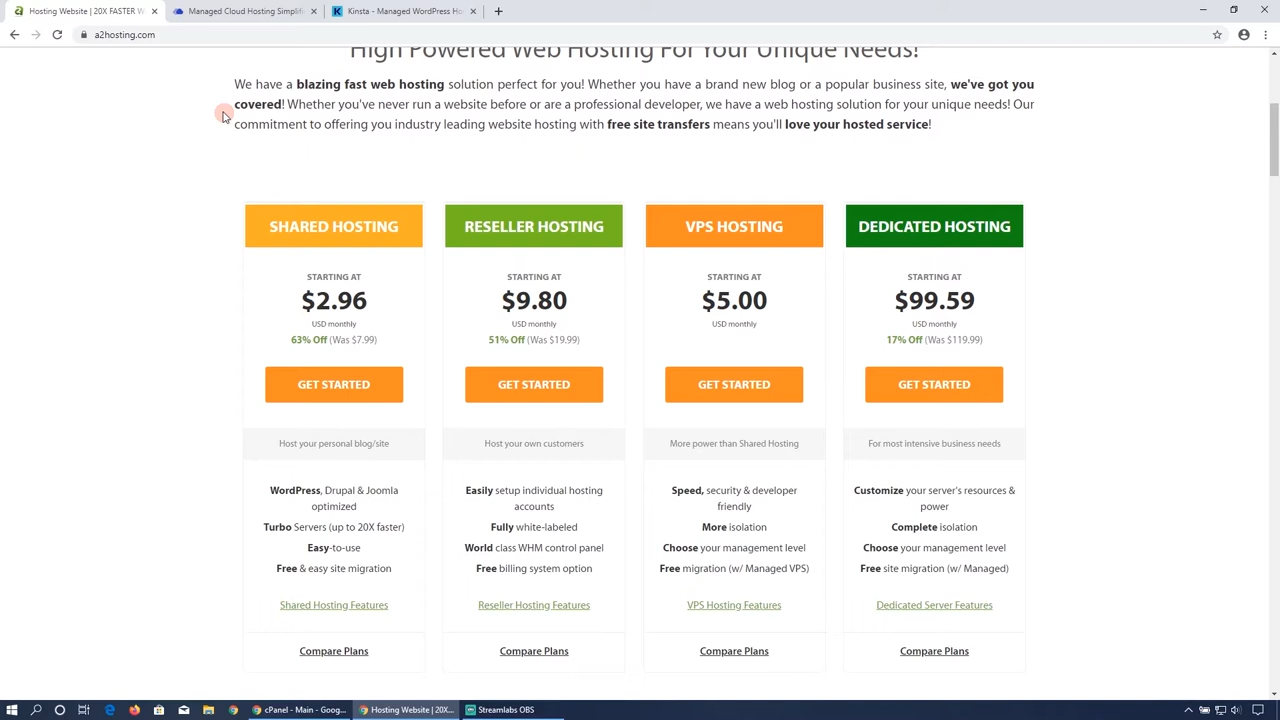 Hosting Website | 20X FASTER W
Managed Cloud Hosting Simplifi
Kinsta - Managed WordPress Ho
a2hosting.com
High Powered Web Hosting For Your Unique Needs!
We have a blazing fast web hosting solution perfect for you! Whether you have a brand new blog or a popular business site, we've got you
covered! Whether you've never run a website before or are a professional developer, we have a web hosting solution for your unique needs! Our
commitment to offering you industry leading website hosting with free site transfers means you'll love your hosted service!
SHARED HOSTING
STARTING AT
$2.96
USD monthly
63% Off (Was $7.99)
GET STARTED
Host your personal blog/site
WordPress, Drupal & Joomla
optimized
Turbo Servers (up to 20X faster)
Easy-to-use
Free & easy site migration
Shared Hosting Features
Compare Plans
RESELLER HOSTING
STARTING AT
$9.80
USD monthly
51% Off (Was $19.99)
GET STARTED
Host your own customers
Easily setup individual hosting
accounts
Fully white-labeled
World class WHM control panel
Free billing system option
Reseller Hosting Features
Compare Plans
VPS HOSTING
STARTING AT
$5.00
USD monthly
GET STARTED
More power than Shared Hosting
Speed, security & developer
friendly
More isolation
Choose your management level
Free migration (w/ Managed VPS)
VPS Hosting Features
Compare Plans
DEDICATED HOSTING
STARTING AT
$99.59
USD monthly
17% Off (Was $119.99)
GET STARTED
For most intensive business needs
Customize your server's resources &
power
Complete isolation
Choose your management level
Free site migration (w/ Managed)
Dedicated Server Features
Compare Plans
cPanel - Main - Goog...
Hosting Website | 20X...
Streamlabs OBS